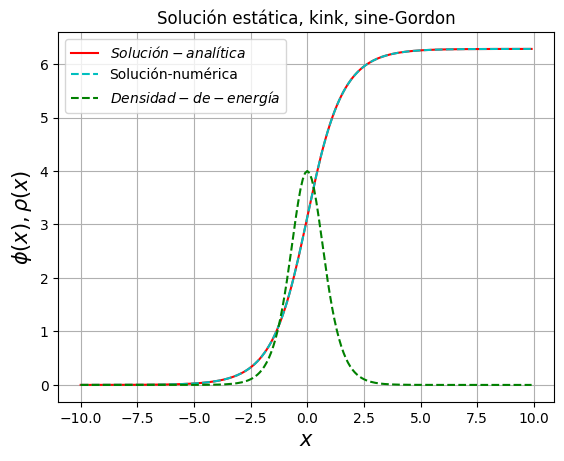 Solución estática, kink, sine-Gordon
Solución − analítica
Solución-numérica
Densidad − de − energía
ϕ(x), ρ(x)
6
5
4
3
2
1
0
−10.0 −7.5 −5.0 −2.5 0.0 2.5 5.0 7.5 10.0
x